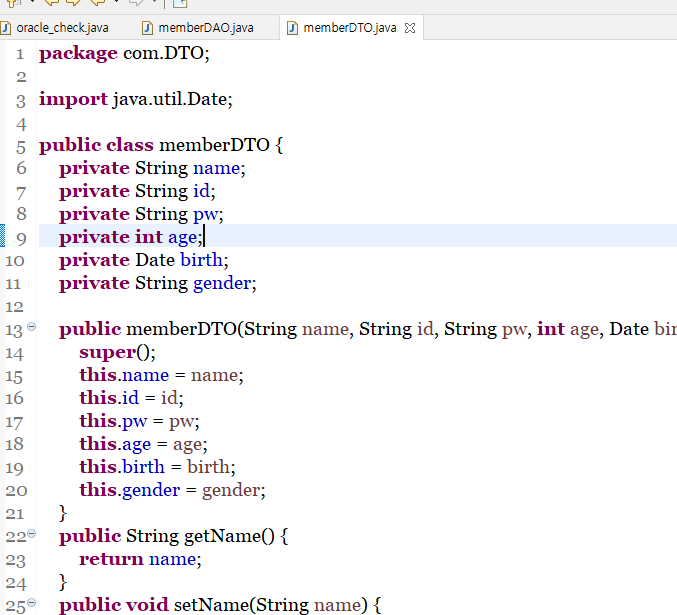 oracle_check.java memberDAO.java memberDTO.java
1 package com.DTO;
2
3 import java.util.Date;
4
5 public class memberDTO {
6 private String name;
7 private String id;
8 private String pw;
9 private int age;
10 private Date birth;
11 private String gender;
12
13 public memberDTO(String name, String id, String pw, int age, Date bir
14 super();
15 this.name = name;
16 this.id = id;
17 this.pw = pw;
18 this.age = age;
19 this.birth = birth;
20 this.gender = gender;
21 }
22 public String getName() {
23 return name;
24 }
25 public void setName(String name) {